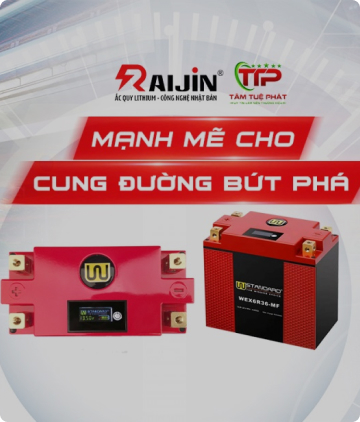 RAIJIN®
ẮC QUY LITHIUM - CÔNG NGHỆ NHẬT BẢN
TTP
TÂM TUỆ PHÁT
MẠNH MẼ CHO
CUNG ĐƯỜNG BỨT PHÁ
W
W STANDARD
WEX6R36-MF